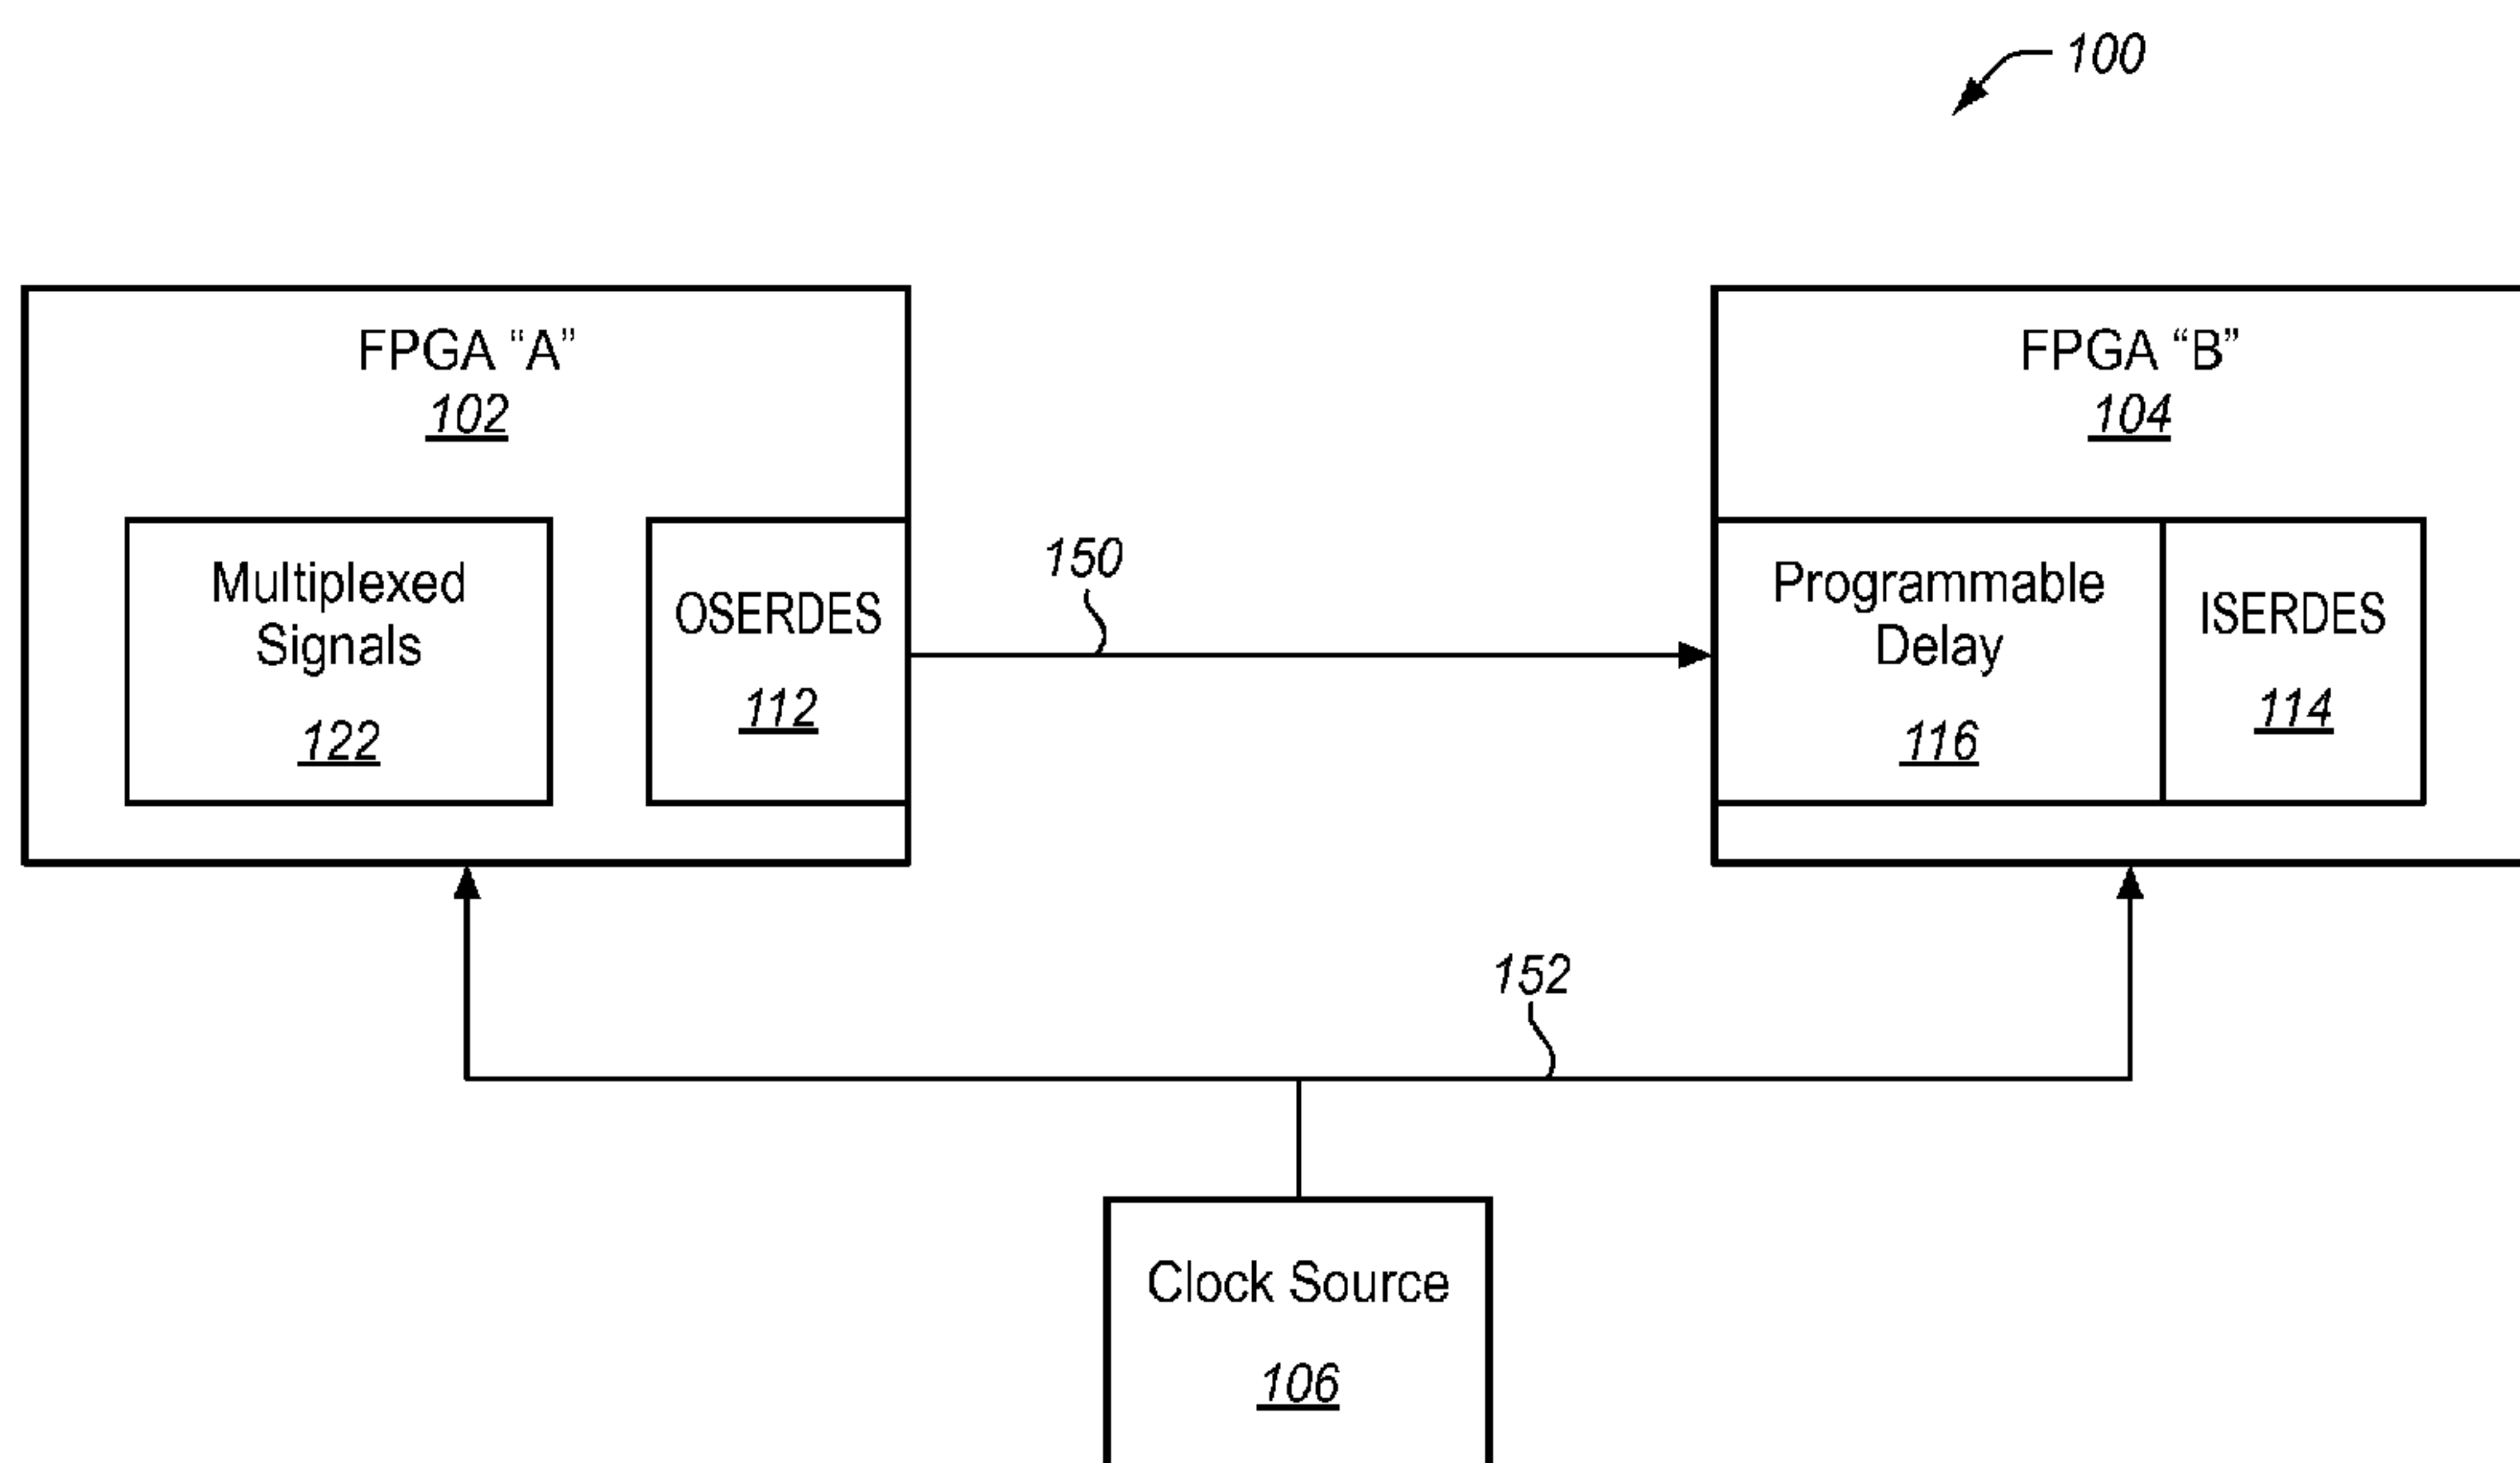 100
FPGA “A”
102
FPGA “B”
104
Multiplexed
Signals
122
OSERDES
112
150
Programmable
Delay
116
ISERDES
114
152
Clock Source
106